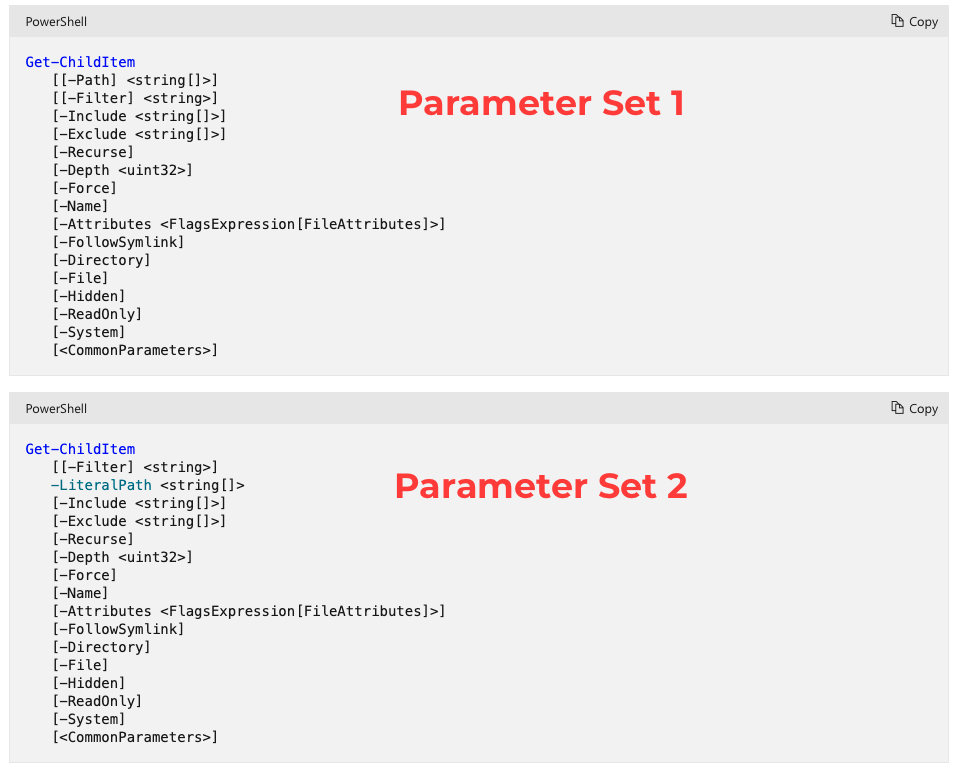 PowerShell Copy
Get-ChildItem
[[-Path] <string[]>]
[[-Filter] <string>]
Parameter Set 1
[-Include <string[]>]
[-Exclude <string[]>]
[-Recurse]
[-Depth <uint32>]
[-Force]
[-Name]
[-Attributes <FlagsExpression[FileAttributes]>]
[-FollowSymlink]
[-Directory]
[-File]
[-Hidden]
[-ReadOnly]
[-System]
[<CommonParameters>]
PowerShell Copy
Get-ChildItem
[[-Filter] <string>]
-LiteralPath <string[]>
Parameter Set 2
[-Include <string[]>]
[-Exclude <string[]>]
[-Recurse]
[-Depth <uint32>]
[-Force]
[-Name]
[-Attributes <FlagsExpression[FileAttributes]>]
[-FollowSymlink]
[-Directory]
[-File]
[-Hidden]
[-ReadOnly]
[-System]
[<CommonParameters>]